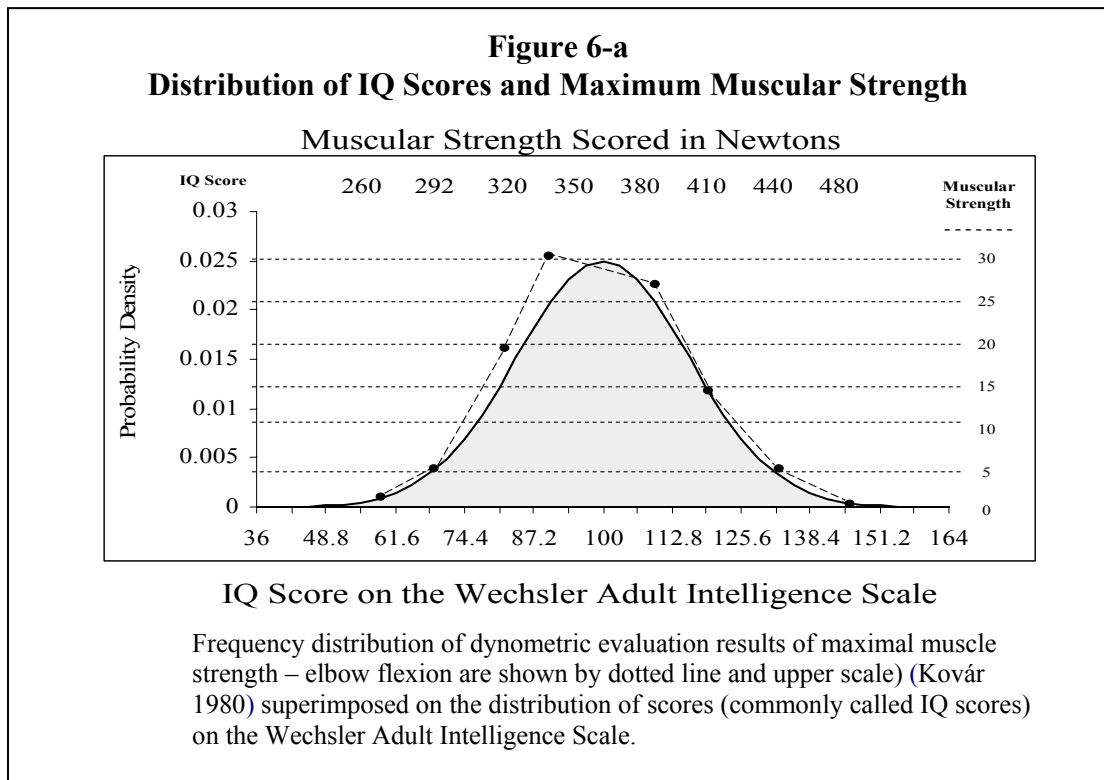 Figure 6-a
Distribution of IQ Scores and Maximum Muscular Strength
Muscular Strength Scored in Newtons
IQ Score
260 292 320 350 380 410 440 480
Muscular
Strength
0.03
0.025
0.02
0.015
0.01
0.005
0
Probability Density
30
25
20
15
10
5
0
36 48.8 61.6 74.4 87.2 100 112.8 125.6 138.4 151.2 164
IQ Score on the Wechsler Adult Intelligence Scale
Frequency distribution of dynometric evaluation results of maximal muscle
strength – elbow flexion are shown by dotted line and upper scale) (Kovár
1980) superimposed on the distribution of scores (commonly called IQ scores)
on the Wechsler Adult Intelligence Scale.